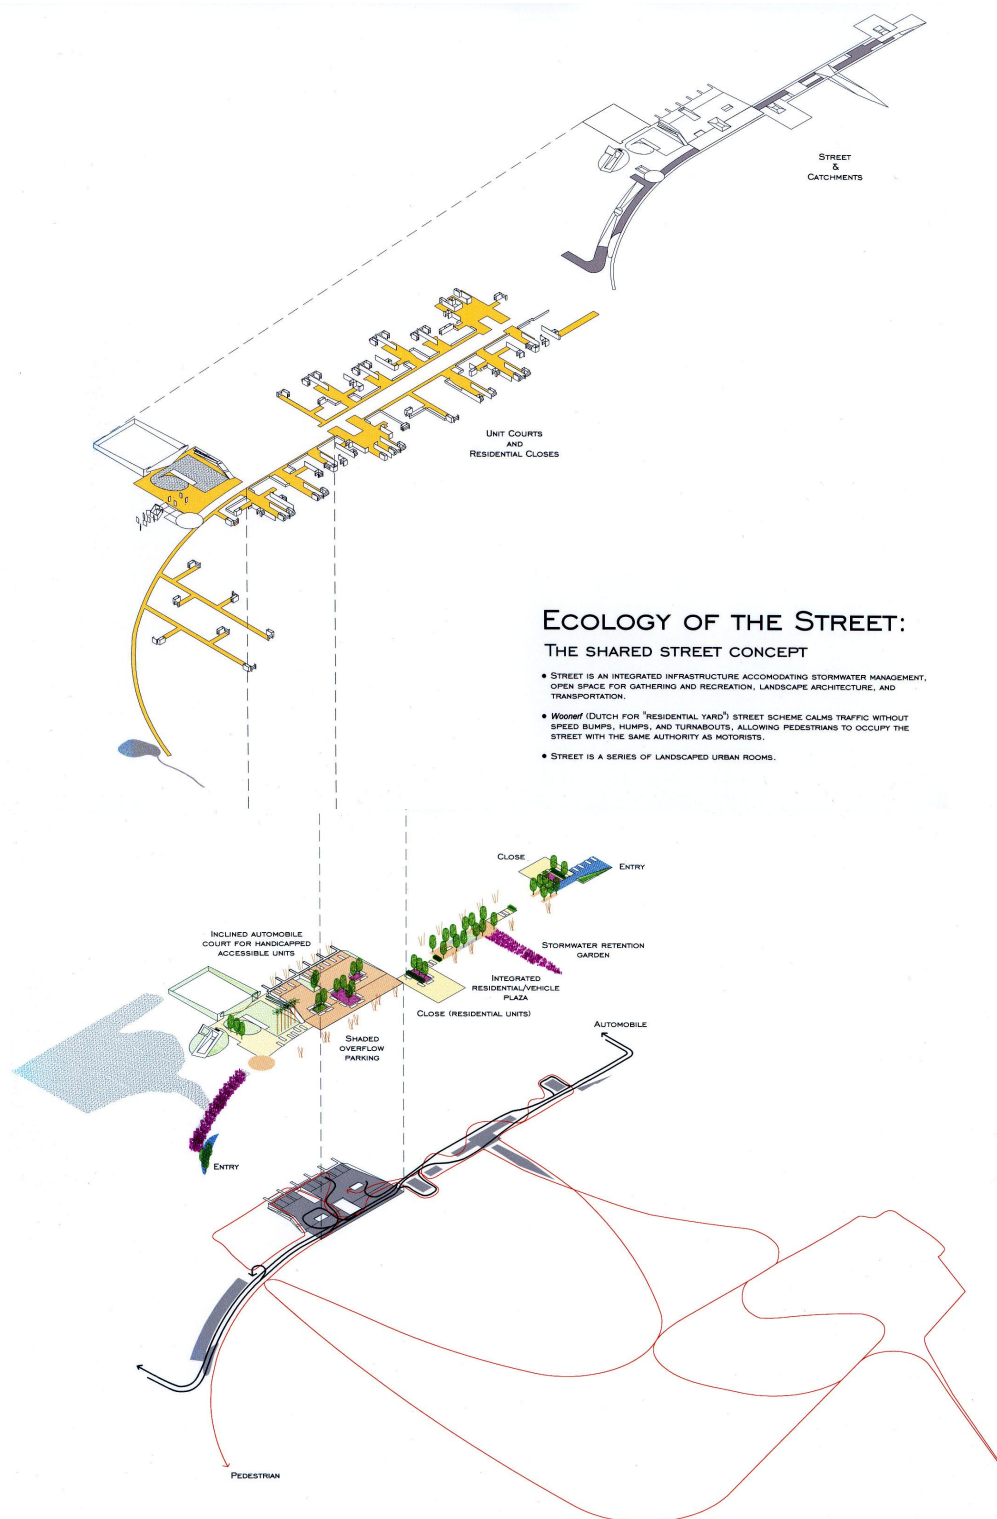 Street
&
Catchments
Unit Courts
and
Residential Closes
Ecology of the Street:
The shared street concept
• Street is an integrated infrastructure accomodating stormwater management,
open space for gathering and recreation, landscape architecture, and
transportation.
• Woonerf (Dutch for "residential yard") street scheme calms traffic without
speed bumps, humps, and turnabouts, allowing pedestrians to occupy the
street with the same authority as motorists.
• Street is a series of landscaped urban rooms.
Close
Entry
Inclined automobile
court for handicapped
accessible units
Stormwater retention
garden
Integrated
residential/vehicle
plaza
Close (residential units)
Shaded
overflow
parking
Automobile
Entry
Pedestrian